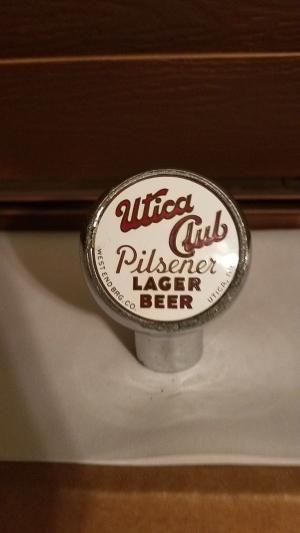 Utica
Club
Pilsener
LAGER
BEER
WEST END BRG. CO.
UTICA, N.Y.